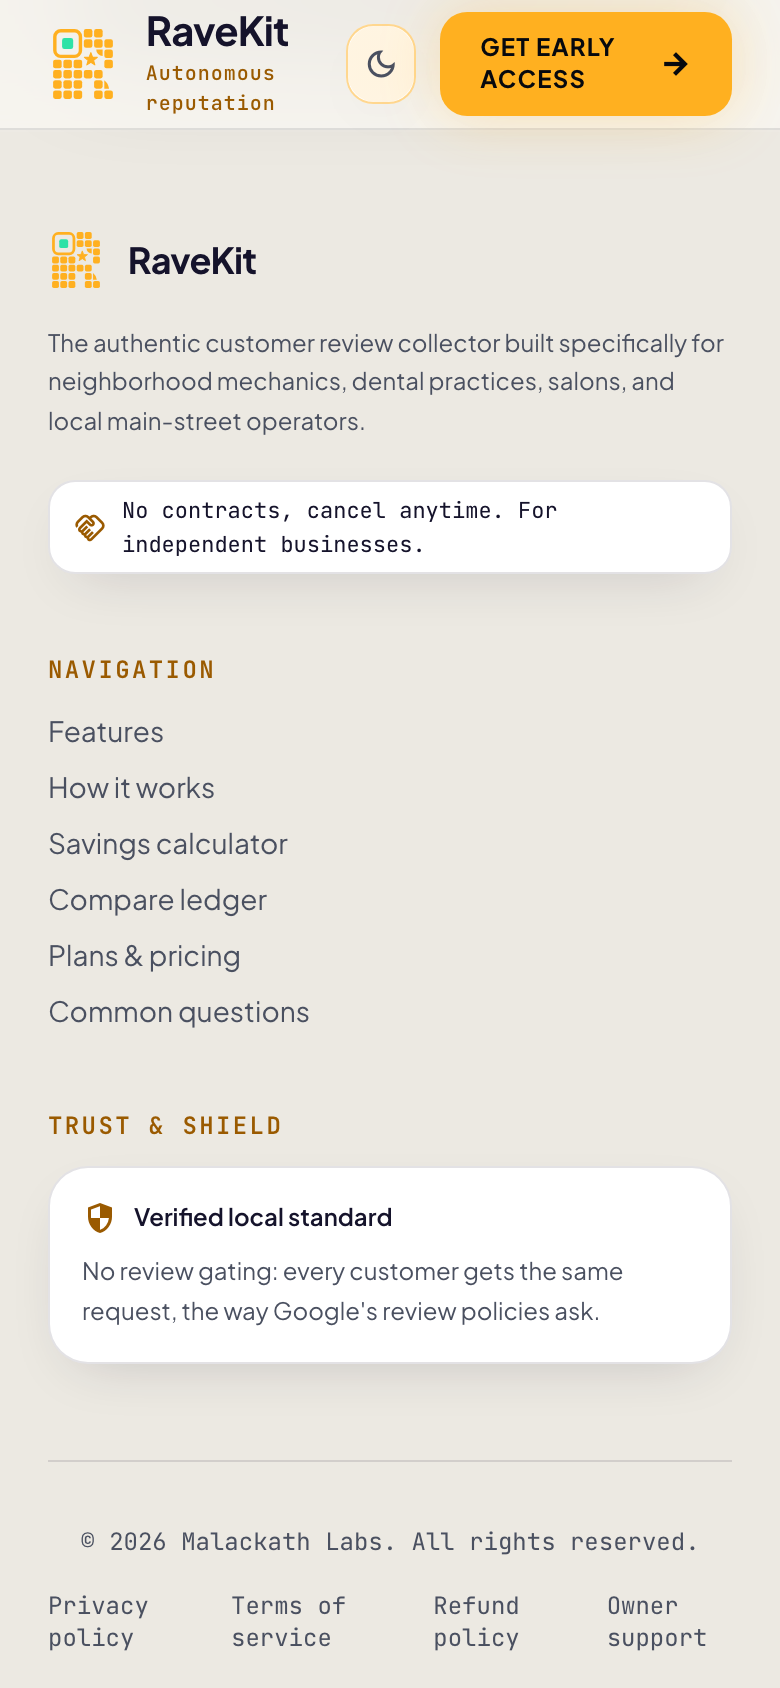 RaveKit
Autonomous
reputation
GET EARLY
ACCESS
RaveKit
The authentic customer review collector built specifically for
neighborhood mechanics, dental practices, salons, and
local main-street operators.
No contracts, cancel anytime. For
independent businesses.
NAVIGATION
Features
How it works
Savings calculator
Compare ledger
Plans & pricing
Common questions
TRUST & SHIELD
Verified local standard
No review gating: every customer gets the same
request, the way Google's review policies ask.
© 2026 Malackath Labs. All rights reserved.
Privacy policy
Terms of service
Refund policy
Owner support